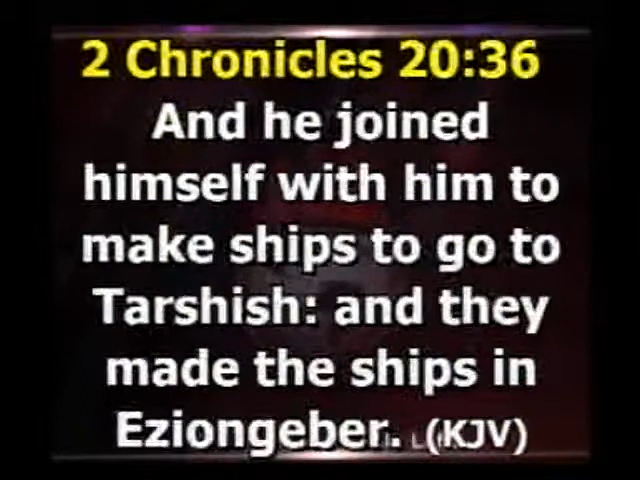 2 Chronicles 20:36
And he joined
himself with him to
make ships to go to
Tarshish: and they
made the ships in
Eziongeber. (KJV)